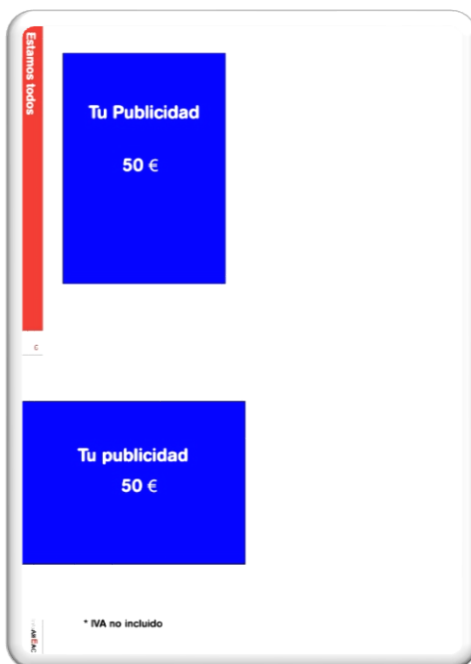 Estamos todos
Tu Publicidad
50 €
Tu publicidad
50 €
* IVA no incluido